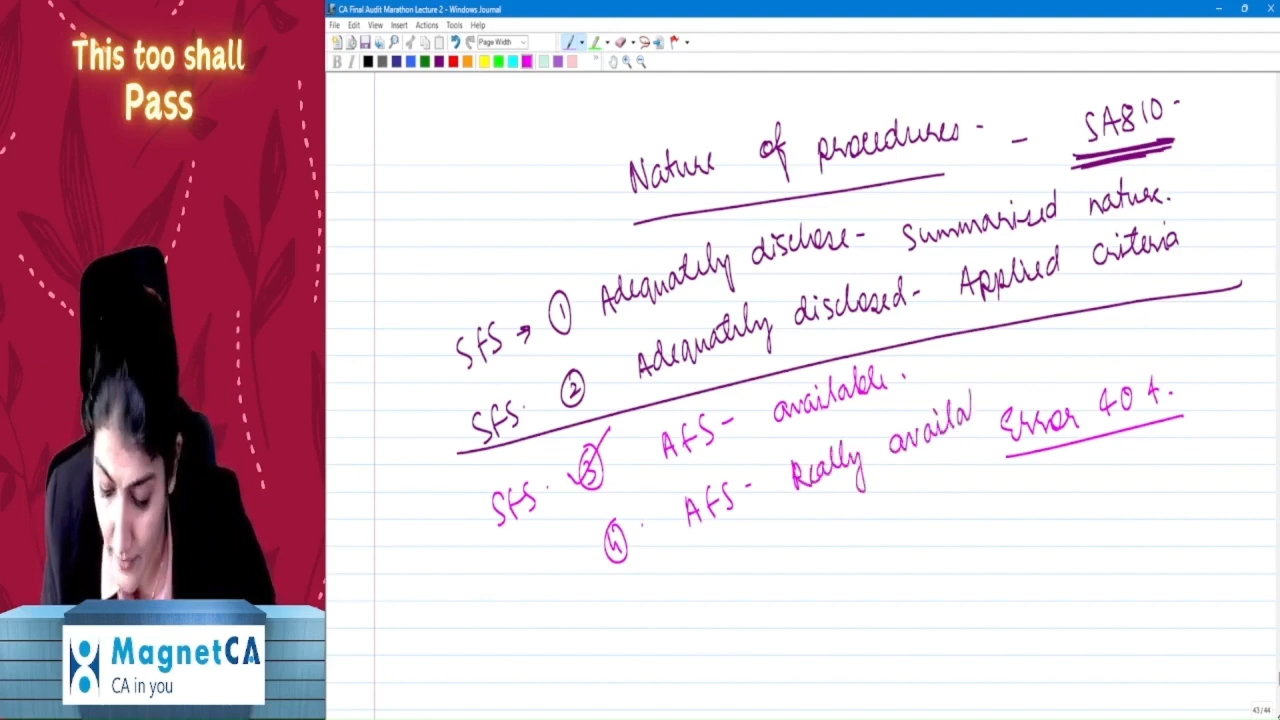 This too shall
Pass
CA Final Audit Marathon Lecture 2 - Windows Journal
File Edit View Insert Actions Tools Help
Page Width
B I
Nature of procedures - - SA810 -
SFS → ① Adequately disclose - Summarised nature.
SFS. ② Adequately disclosed - Applied criteria
SFS. ③ AFS - available.
④. AFS - Really availa Error 404.
MagnetCA
CA in you
43/44